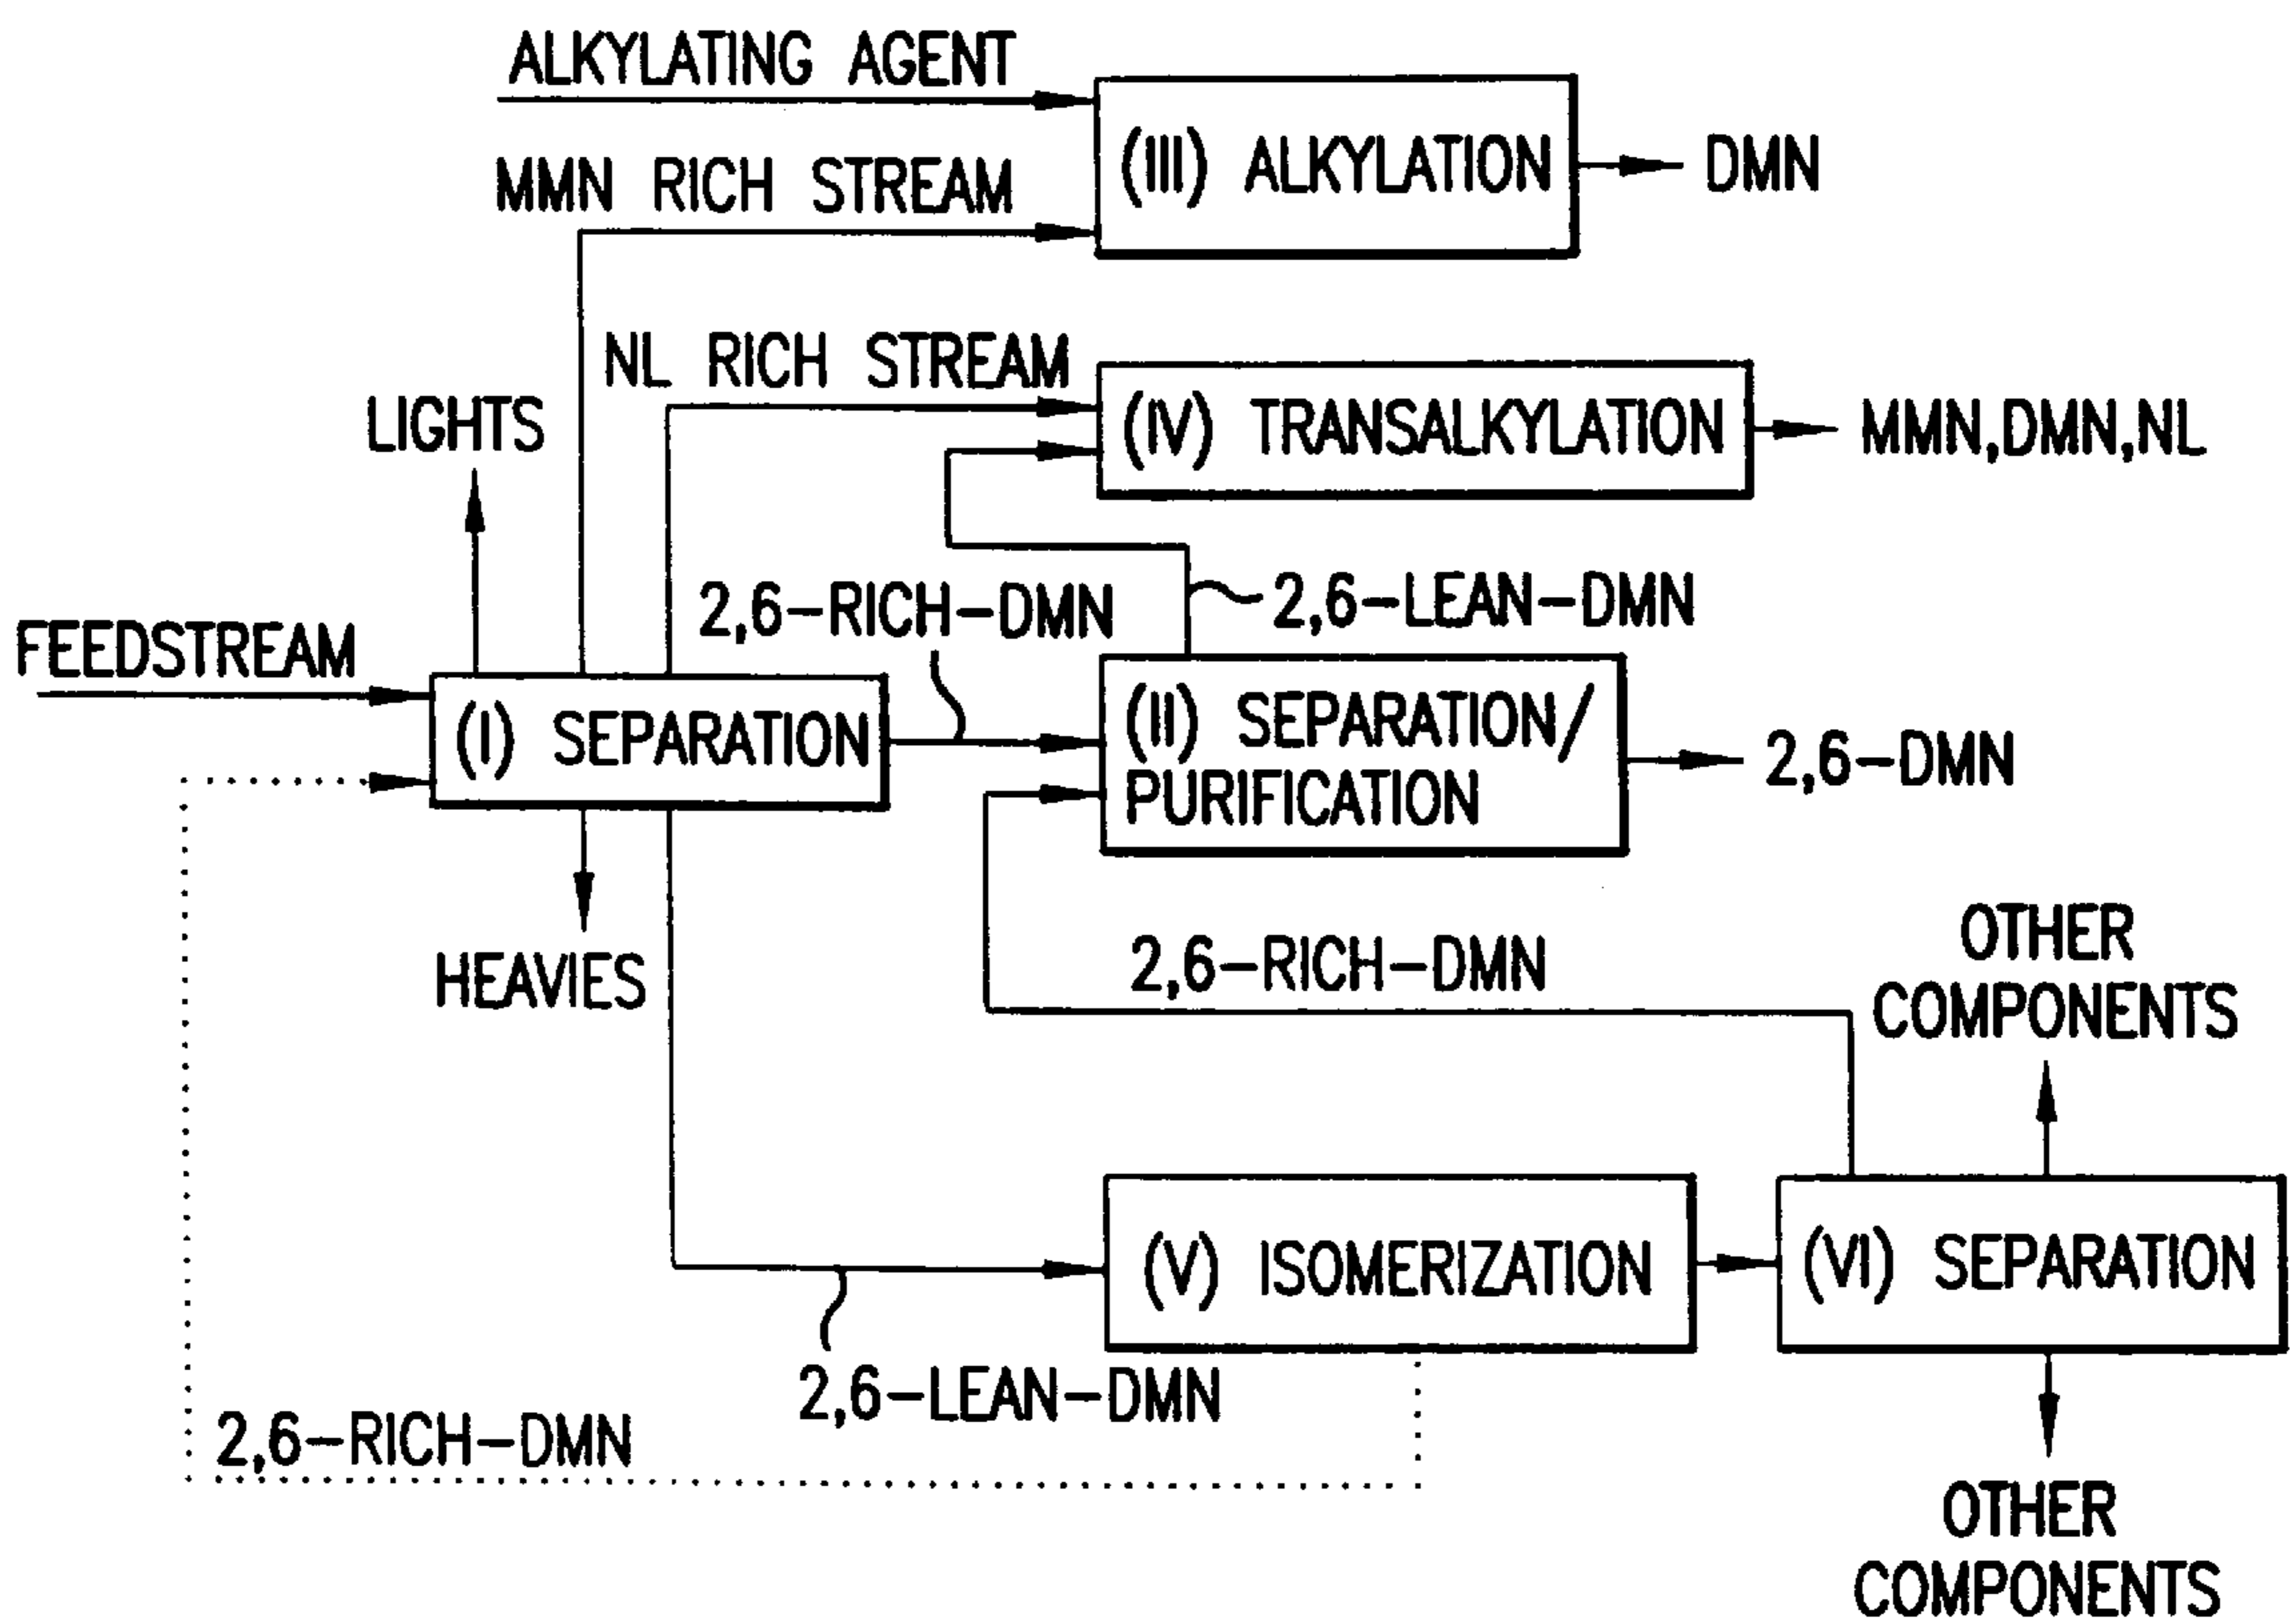 ALKYLATING AGENT
MMN RICH STREAM
(III) ALKYLATION
DMN
NL RICH STREAM
LIGHTS
(IV) TRANSALKYLATION
MMN,DMN,NL
2,6-RICH-DMN
2,6-LEAN-DMN
FEEDSTREAM
(I) SEPARATION
(II) SEPARATION/
PURIFICATION
2,6-DMN
HEAVIES
2,6-RICH-DMN
OTHER
COMPONENTS
(V) ISOMERIZATION
(VI) SEPARATION
2,6-LEAN-DMN
2,6-RICH-DMN
OTHER
COMPONENTS